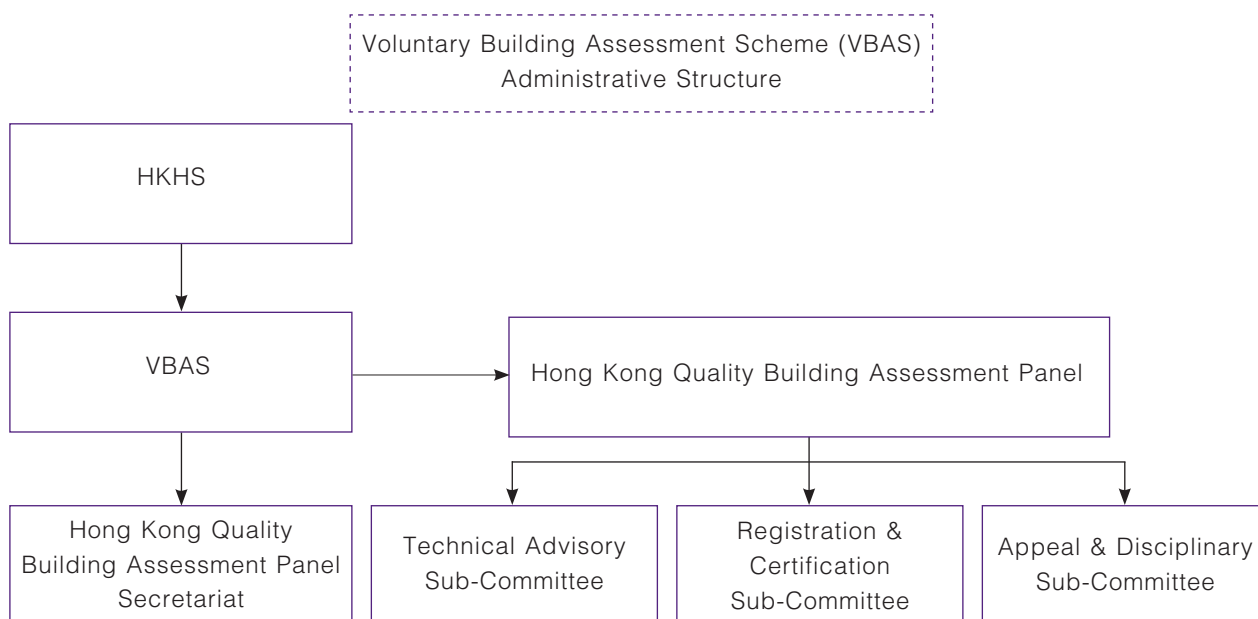 Voluntary Building Assessment Scheme (VBAS)
Administrative Structure
HKHS
VBAS
Hong Kong Quality Building Assessment Panel
Hong Kong Quality
Building Assessment Panel
Secretariat
Technical Advisory
Sub-Committee
Registration &
Certification
Sub-Committee
Appeal & Disciplinary
Sub-Committee